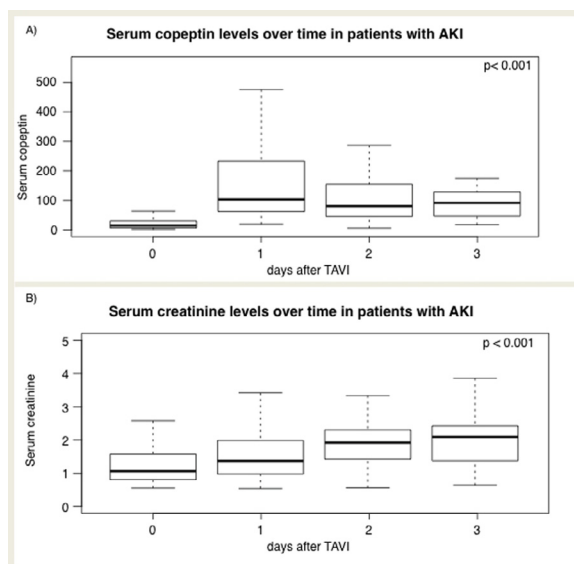 A)
Serum copeptin levels over time in patients with AKI
p< 0.001
Serum copeptin
500
400
300
200
100
0
0 1 2 3
days after TAVI
B)
Serum creatinine levels over time in patients with AKI
p < 0.001
Serum creatinine
5
4
3
2
1
0
0 1 2 3
days after TAVI